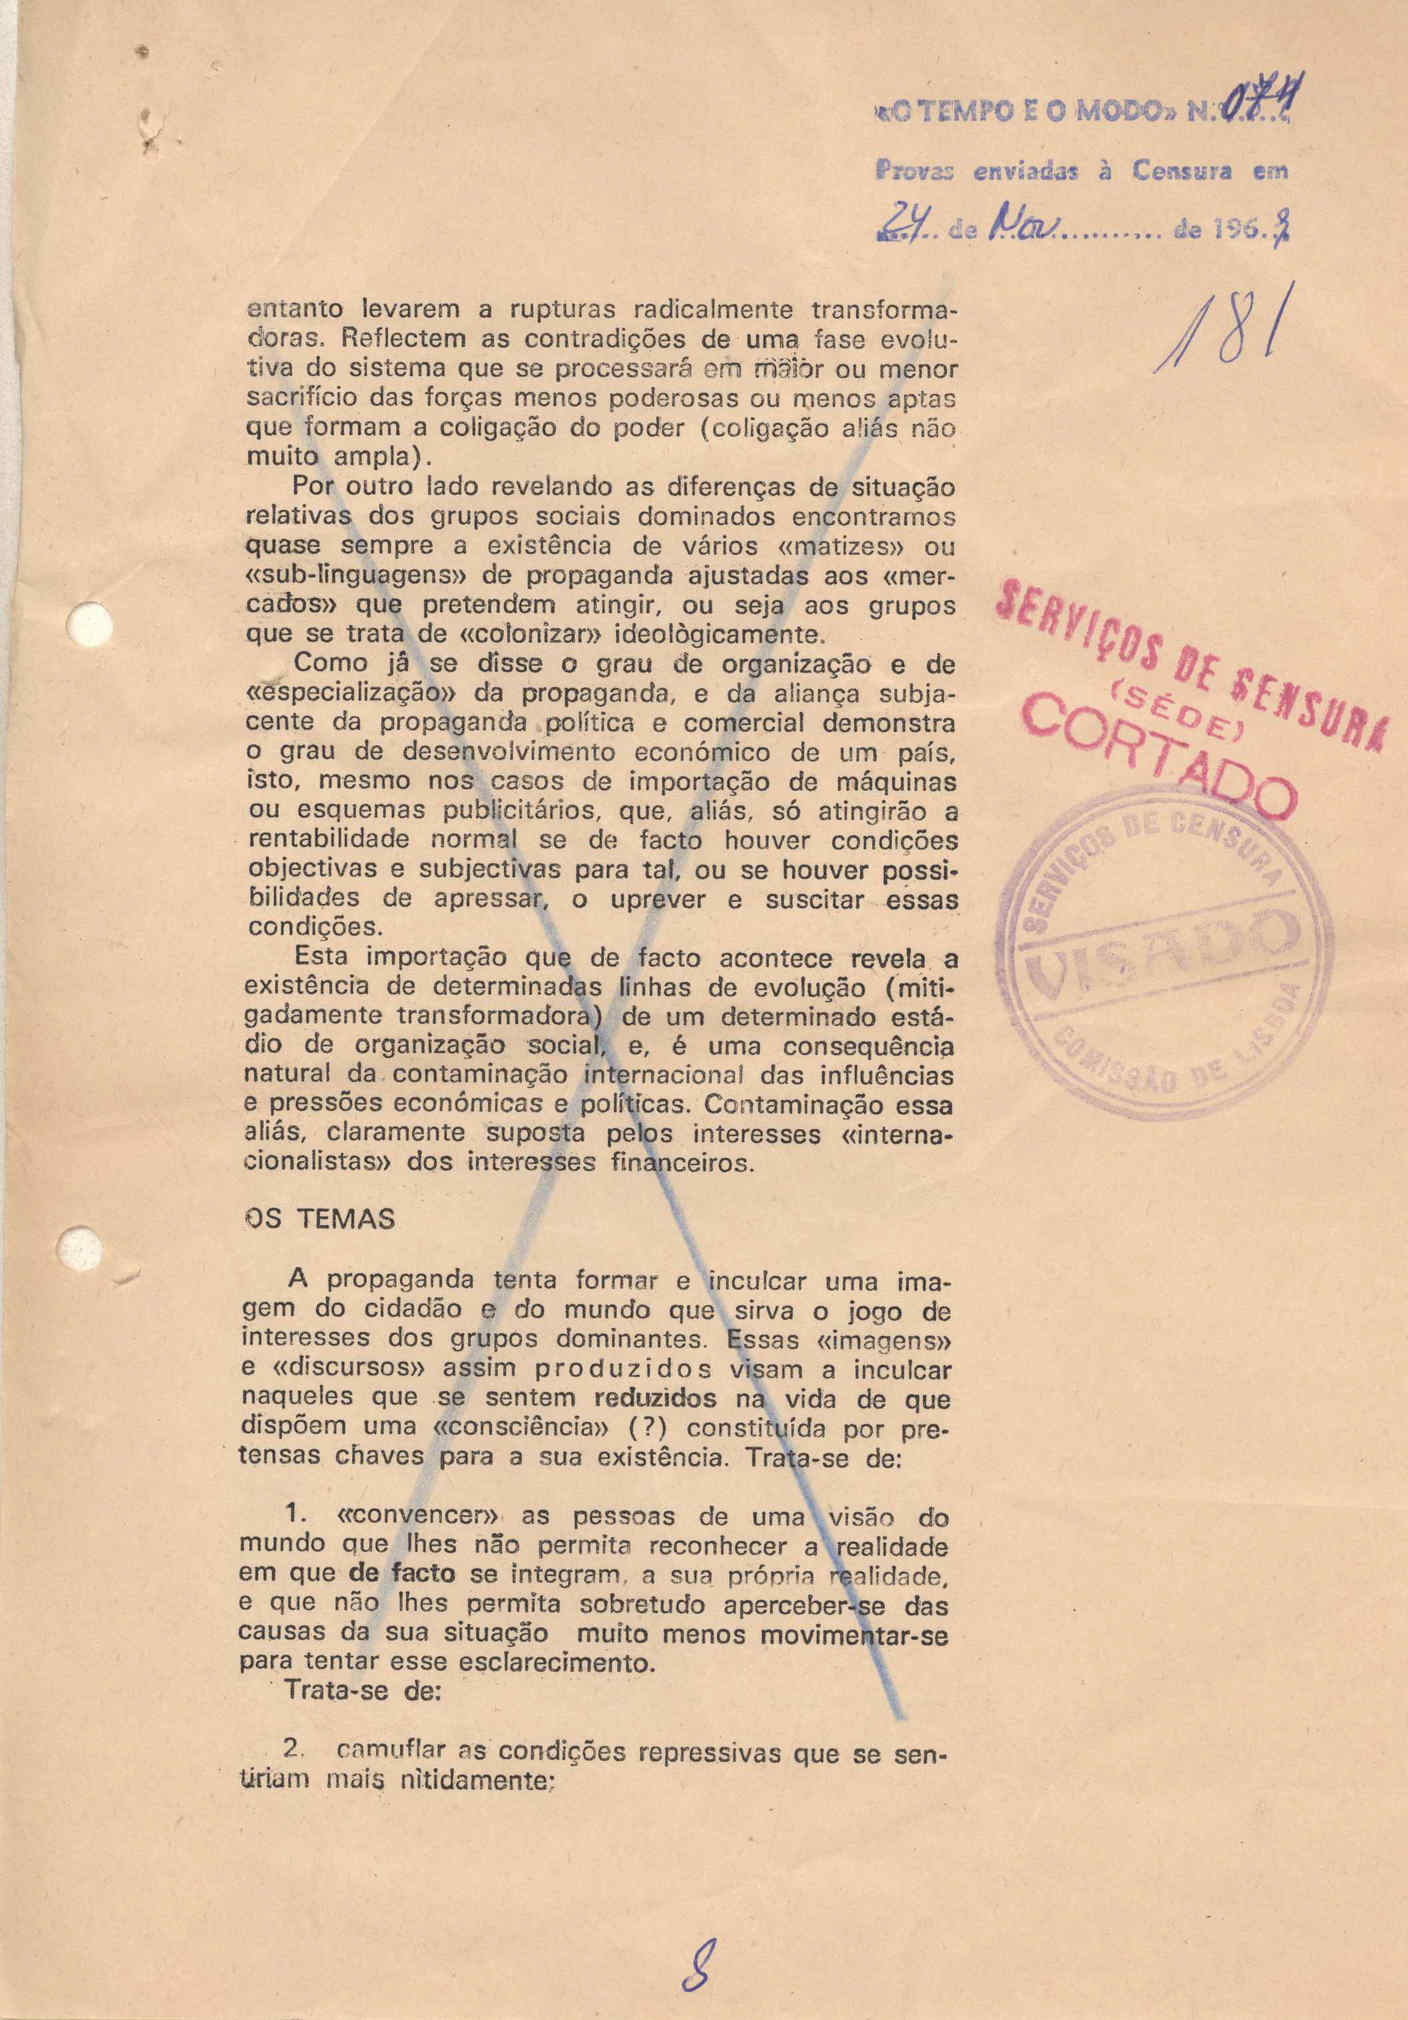 «O TEMPO E O MODO» N.º 074
Provas enviadas à Censura em
24 de Nov. de 1969
181
entanto levarem a rupturas radicalmente transforma-
doras. Reflectem as contradições de uma fase evolu-
tiva do sistema que se processará em maior ou menor
sacrifício das forças menos poderosas ou menos aptas
que formam a coligação do poder (coligação aliás não
muito ampla).
Por outro lado revelando as diferenças de situação
relativas dos grupos sociais dominados encontramos
quase sempre a existência de vários «matizes» ou
«sub-linguagens» de propaganda ajustadas aos «mer-
cados» que pretendem atingir, ou seja aos grupos
que se trata de «colonizar» ideològicamente.
Como já se disse o grau de organização e de
«especialização» da propaganda, e da aliança subja-
cente da propaganda política e comercial demonstra
o grau de desenvolvimento económico de um país,
isto, mesmo nos casos de importação de máquinas
ou esquemas publicitários, que, aliás, só atingirão a
rentabilidade normal se de facto houver condições
objectivas e subjectivas para tal, ou se houver possi-
bilidades de apressar, o uprever e suscitar essas
condições.
Esta importação que de facto acontece revela a
existência de determinadas linhas de evolução (miti-
gadamente transformadora) de um determinado está-
dio de organização social, e, é uma consequência
natural da contaminação internacional das influências
e pressões económicas e políticas. Contaminação essa
aliás, claramente suposta pelos interesses «interna-
cionalistas» dos interesses financeiros.
OS TEMAS
A propaganda tenta formar e inculcar uma ima-
gem do cidadão e do mundo que sirva o jogo de
interesses dos grupos dominantes. Essas «imagens»
e «discursos» assim produzidos visam a inculcar
naqueles que se sentem reduzidos na vida de que
dispõem uma «consciência» (?) constituída por pre-
tensas chaves para a sua existência. Trata-se de:
1. «convencer» as pessoas de uma visão do
mundo que lhes não permita reconhecer a realidade
em que de facto se integram, a sua própria realidade,
e que não lhes permita sobretudo aperceber-se das
causas da sua situação muito menos movimentar-se
para tentar esse esclarecimento.
Trata-se de:
2. camuflar as condições repressivas que se sen-
tiriam mais nìtidamente;
SERVIÇOS DE CENSURA
(SÉDE)
CORTADO
SERVIÇOS DE CENSURA
VISADO
COMISSÃO DE LISBOA
8